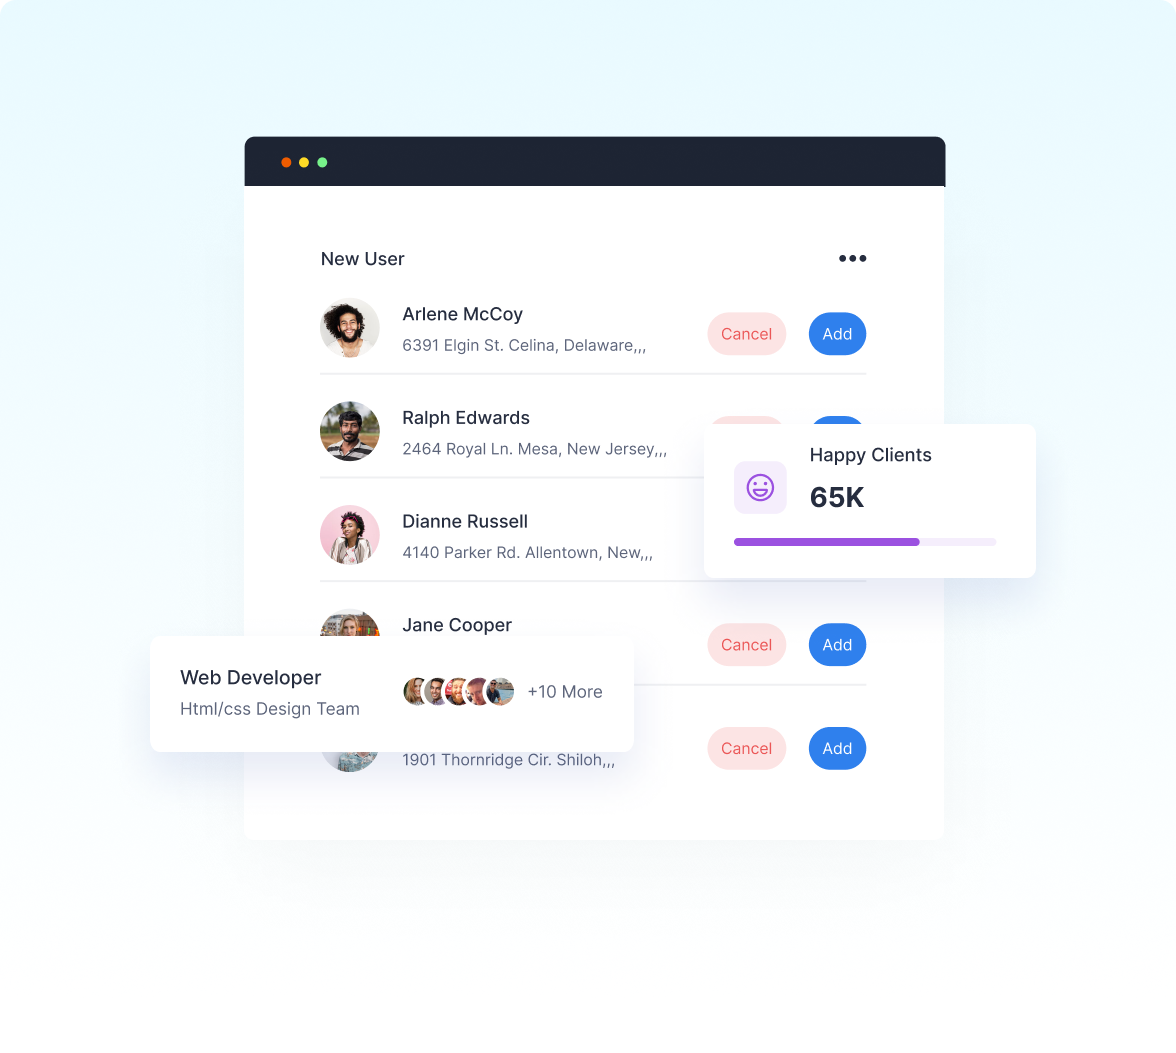 New User
Arlene McCoy
6391 Elgin St. Celina, Delaware,,,
Cancel
Add
Ralph Edwards
2464 Royal Ln. Mesa, New Jersey,,,
Happy Clients
65K
Dianne Russell
4140 Parker Rd. Allentown, New,,,
Jane Cooper
Cancel
Add
Web Developer
Html/css Design Team
+10 More
1901 Thornridge Cir. Shiloh,,,
Cancel
Add